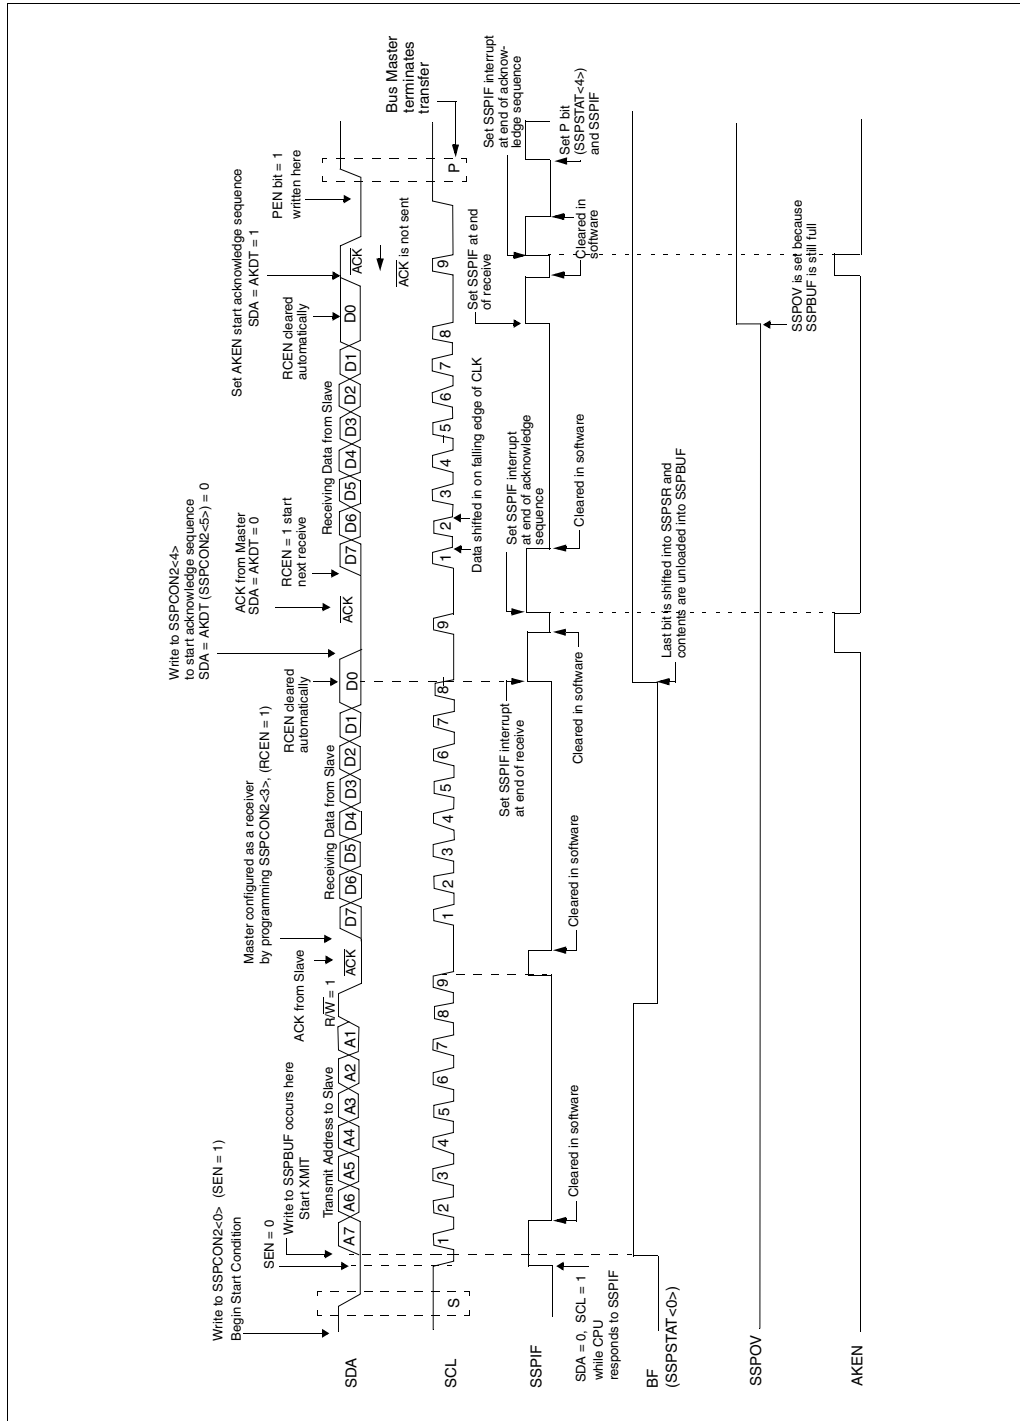 Write to SSPCON2<0> (SEN = 1)
Begin Start Condition
SEN = 0
Write to SSPBUF occurs here
Start XMIT
ACK from Slave
Master configured as a receiver
by programming SSPCON2<3>, (RCEN = 1)
RCEN cleared
automatically
Write to SSPCON2<4>
to start acknowledge sequence
SDA = AKDT (SSPCON2<5>) = 0
ACK from Master
SDA = AKDT = 0
RCEN = 1 start
next receive
RCEN cleared
automatically
Set AKEN start acknowledge sequence
SDA = AKDT = 1
PEN bit = 1
written here
Transmit Address to Slave
R/W = 1
Receiving Data from Slave
Receiving Data from Slave
SDA
A7 A6 A5 A4 A3 A2 A1
ACK
D7 D6 D5 D4 D3 D2 D1 D0
ACK
D7 D6 D5 D4 D3 D2 D1 D0
ACK
ACK is not sent
Bus Master
terminates
transfer
SCL
S
1 2 3 4 5 6 7 8 9
1 2 3 4 5 6 7 8 9
1 2 3 4 5 6 7 8 9
P
Data shifted in on falling edge of CLK
Set SSPIF interrupt
at end of receive
Set SSPIF interrupt
at end of acknowledge
sequence
Set SSPIF at end
of receive
Set SSPIF interrupt
at end of acknow-
ledge sequence
SSPIF
SDA = 0, SCL = 1
while CPU
responds to SSPIF
Cleared in software
Cleared in software
Cleared in software
Cleared in software
Cleared in
software
Set P bit
(SSPSTAT<4>)
and SSPIF
BF
(SSPSTAT<0>)
Last bit is shifted into SSPSR and
contents are unloaded into SSPBUF
SSPOV
SSPOV is set because
SSPBUF is still full
AKEN